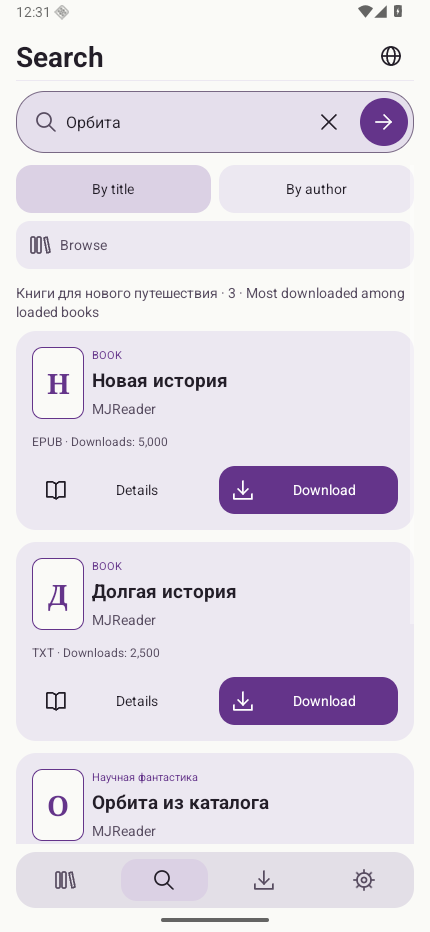 12:31
Search
Орбита
By title
By author
Browse
Книги для нового путешествия · 3 · Most downloaded among
loaded books
Н
BOOK
Новая история
MJReader
EPUB · Downloads: 5,000
Details
Download
Д
BOOK
Долгая история
MJReader
TXT · Downloads: 2,500
Details
Download
О
Научная фантастика
Орбита из каталога
MJReader